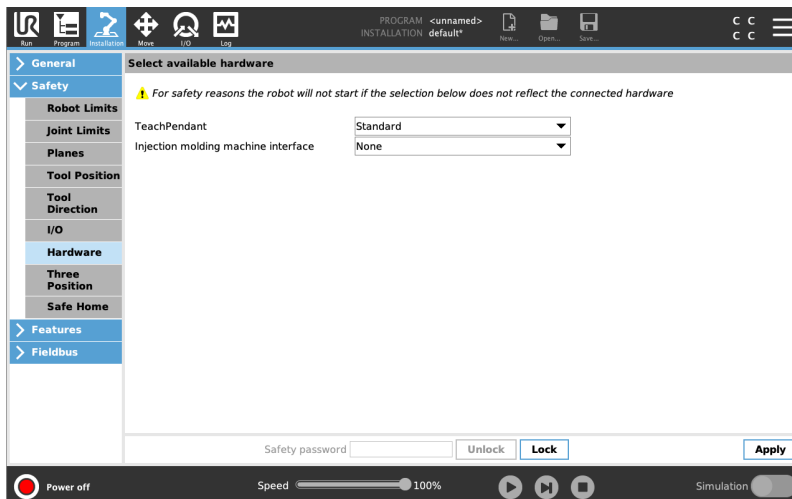 UR
PROGRAM <unnamed>
INSTALLATION default*
C C
C C
Run
Program
Installation
Move
I/O
Log
New...
Open...
Save...
General
Safety
Robot Limits
Joint Limits
Planes
Tool Position
Tool
Direction
I/O
Hardware
Three
Position
Safe Home
Features
Fieldbus
Select available hardware
For safety reasons the robot will not start if the selection below does not reflect the connected hardware
TeachPendant Standard
Injection molding machine interface None
Safety password Unlock Lock Apply
Power off Speed 100% Simulation